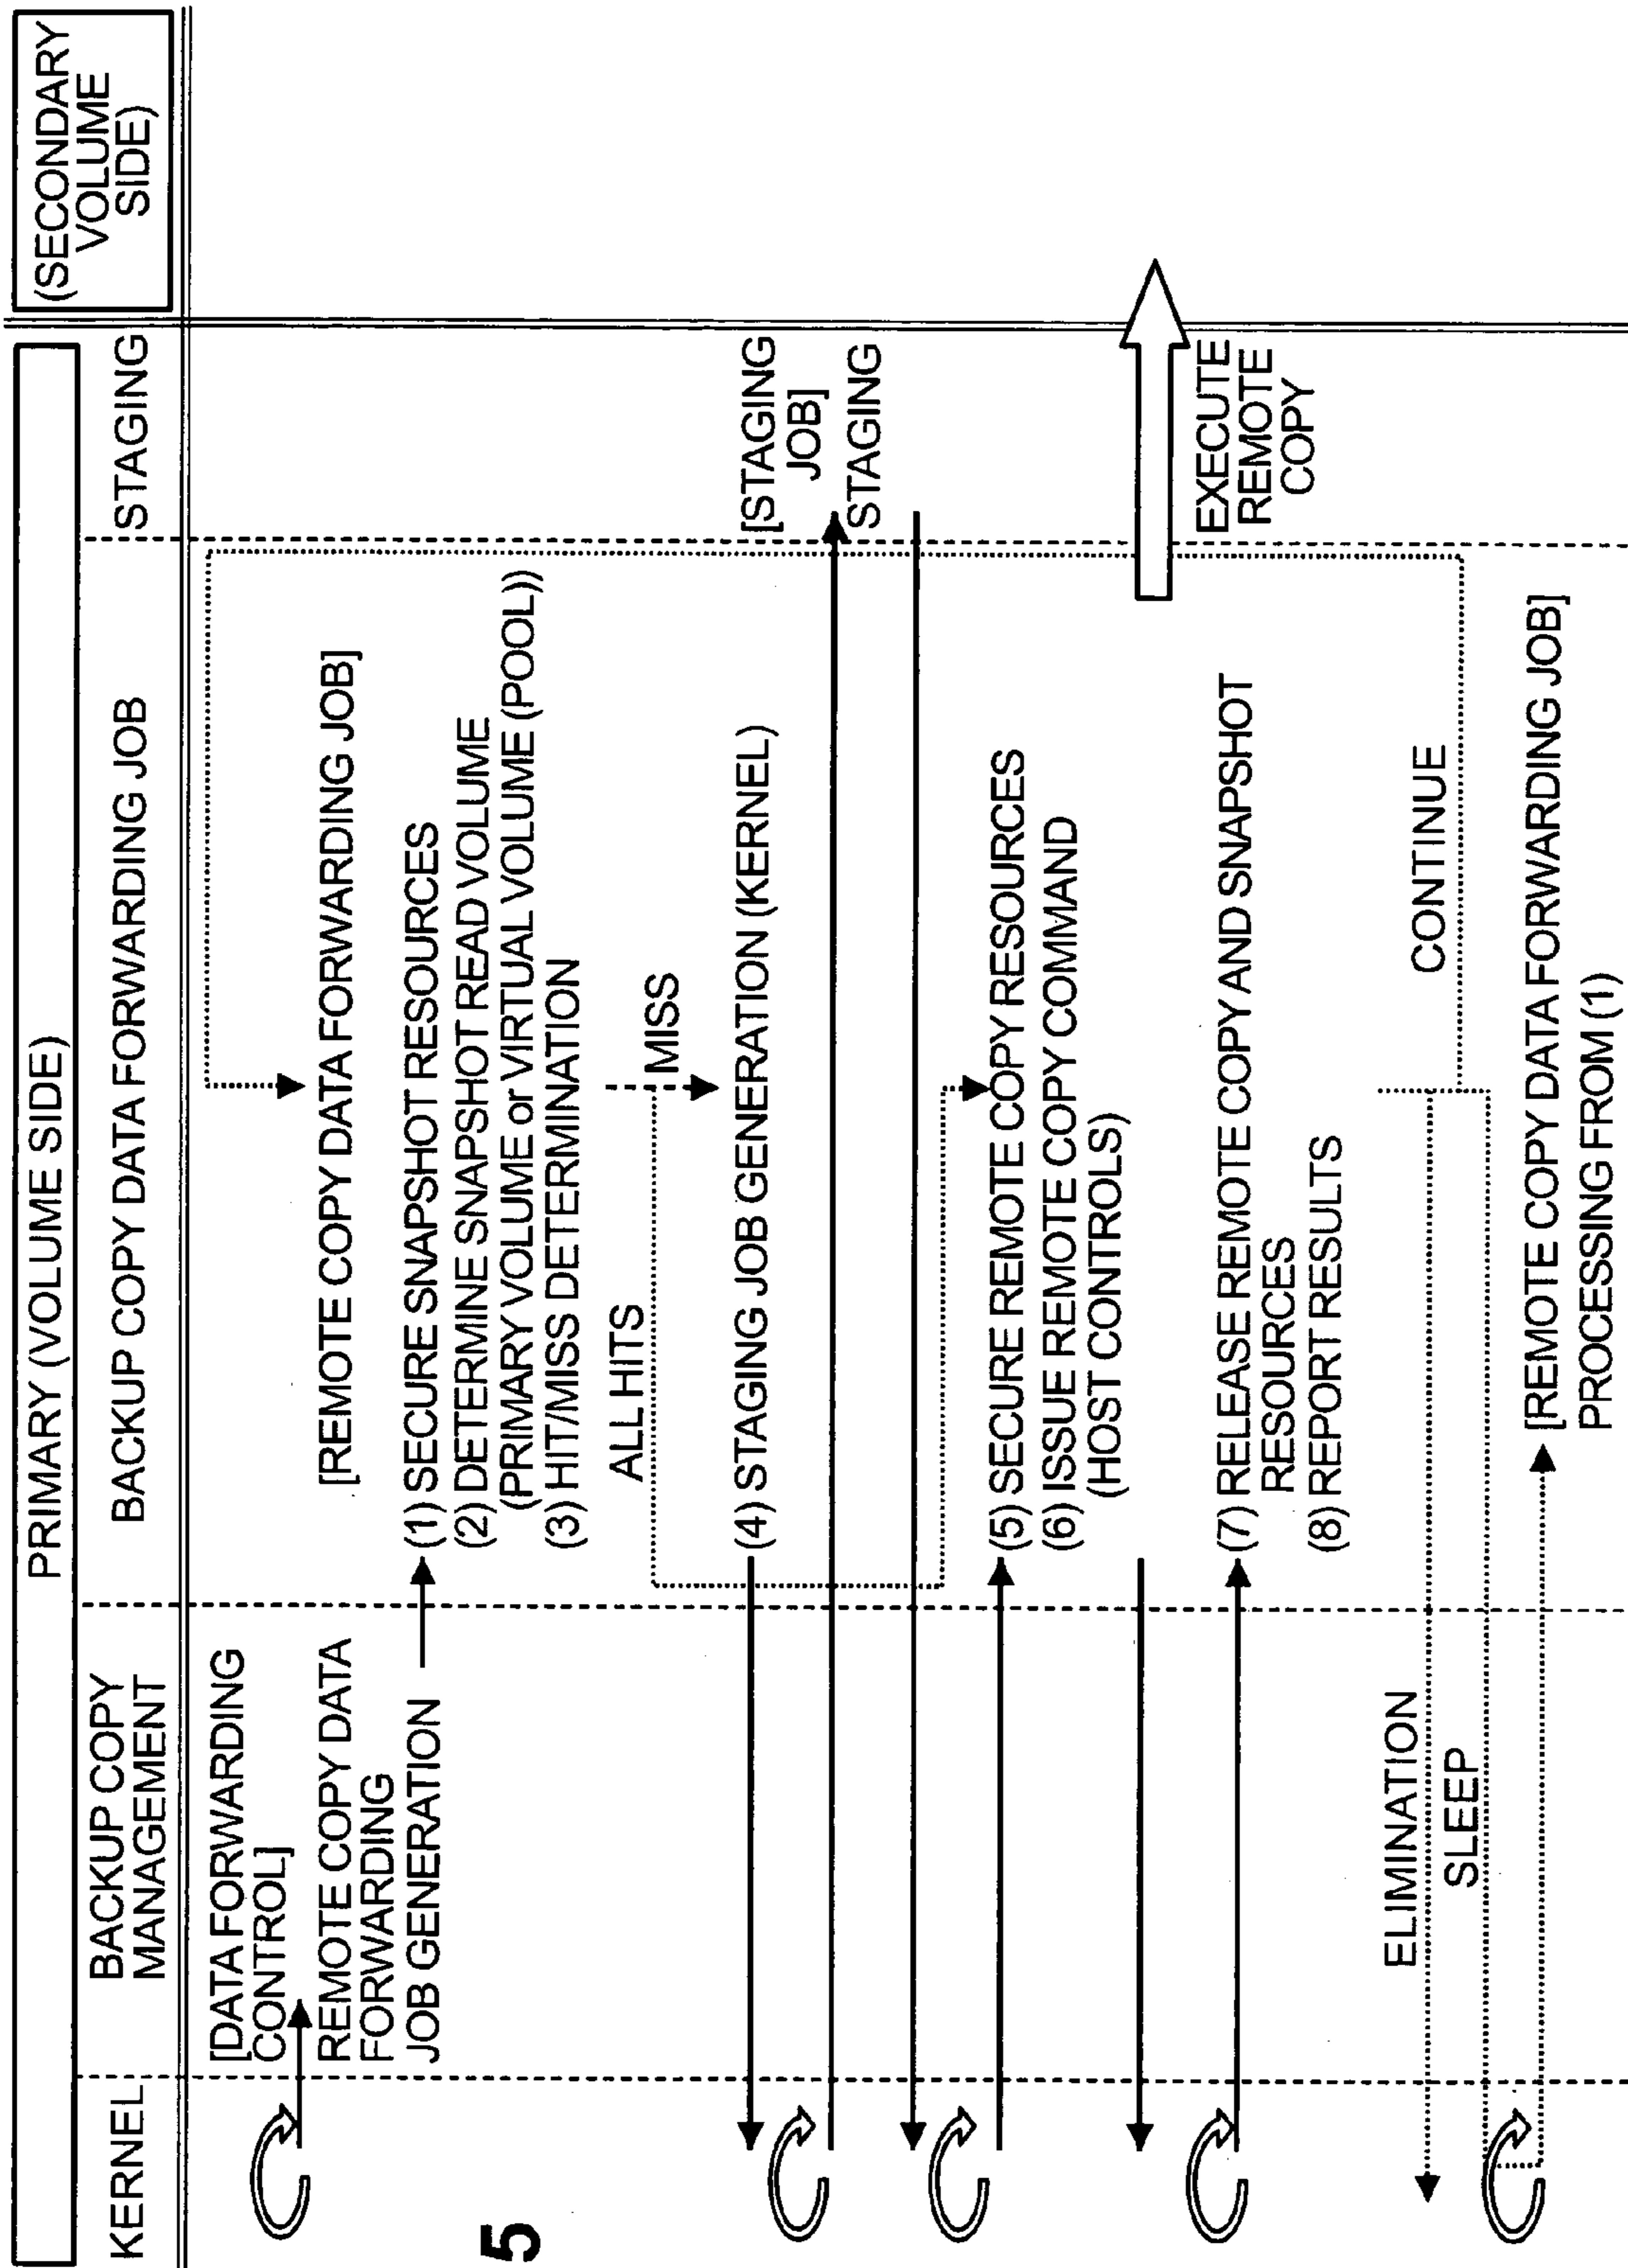 PRIMARY (VOLUME SIDE)
(SECONDARY
VOLUME
SIDE)
KERNEL
BACKUP COPY
MANAGEMENT
BACKUP COPY DATA FORWARDING JOB
STAGING
[DATA FORWARDING
CONTROL]
REMOTE COPY DATA
FORWARDING
JOB GENERATION
[REMOTE COPY DATA FORWARDING JOB]
(1) SECURE SNAPSHOT RESOURCES
(2) DETERMINE SNAPSHOT READ VOLUME
(PRIMARY VOLUME or VIRTUAL VOLUME (POOL))
(3) HIT/MISS DETERMINATION
ALL HITS
MISS
(4) STAGING JOB GENERATION (KERNEL)
[STAGING
JOB]
STAGING
(5) SECURE REMOTE COPY RESOURCES
(6) ISSUE REMOTE COPY COMMAND
(HOST CONTROLS)
EXECUTE
REMOTE
COPY
(7) RELEASE REMOTE COPY AND SNAPSHOT
RESOURCES
(8) REPORT RESULTS
ELIMINATION
SLEEP
CONTINUE
[REMOTE COPY DATA FORWARDING JOB]
PROCESSING FROM (1)
5